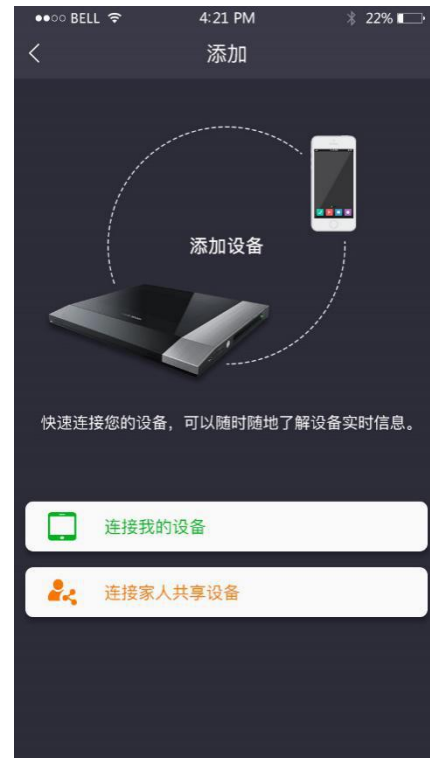 BELL 4:21 PM 22%
添加
添加设备
快速连接您的设备，可以随时随地了解设备实时信息。
连接我的设备
连接家人共享设备